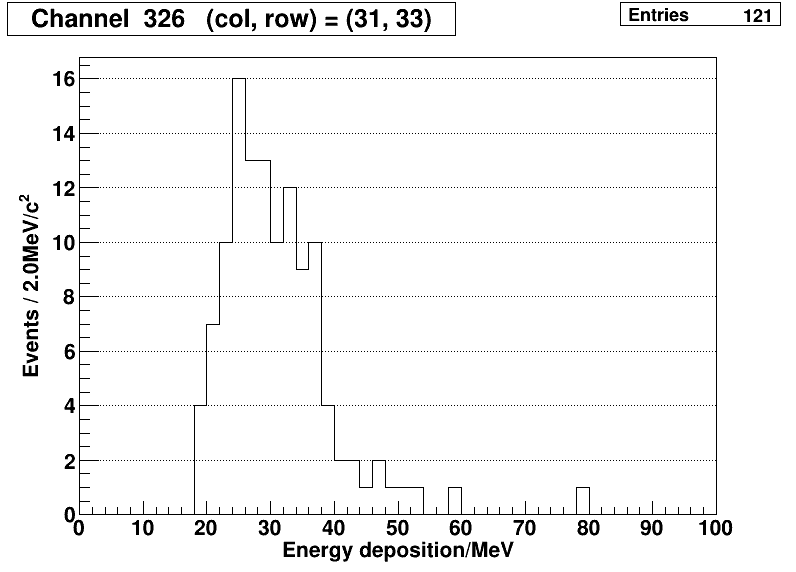 Channel 326 (col, row) = (31, 33)
Entries 121
Events / 2.0MeV/c²
16
14
12
10
8
6
4
2
0
0 10 20 30 40 50 60 70 80 90 100
Energy deposition/MeV